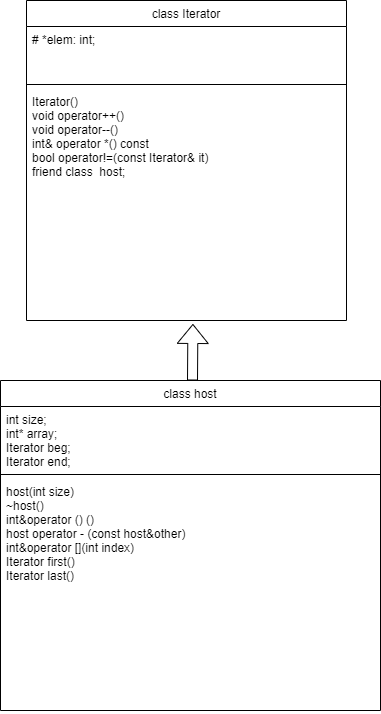 class Iterator
# *elem: int;
Iterator()
void operator++()
void operator--()
int& operator *() const
bool operator!=(const Iterator& it)
friend class  host;
class host
int size;
int* array;
Iterator beg;
Iterator end;
host(int size)
~host()
int&operator () ()
host operator - (const host&other)
int&operator [](int index)
Iterator first()
Iterator last()